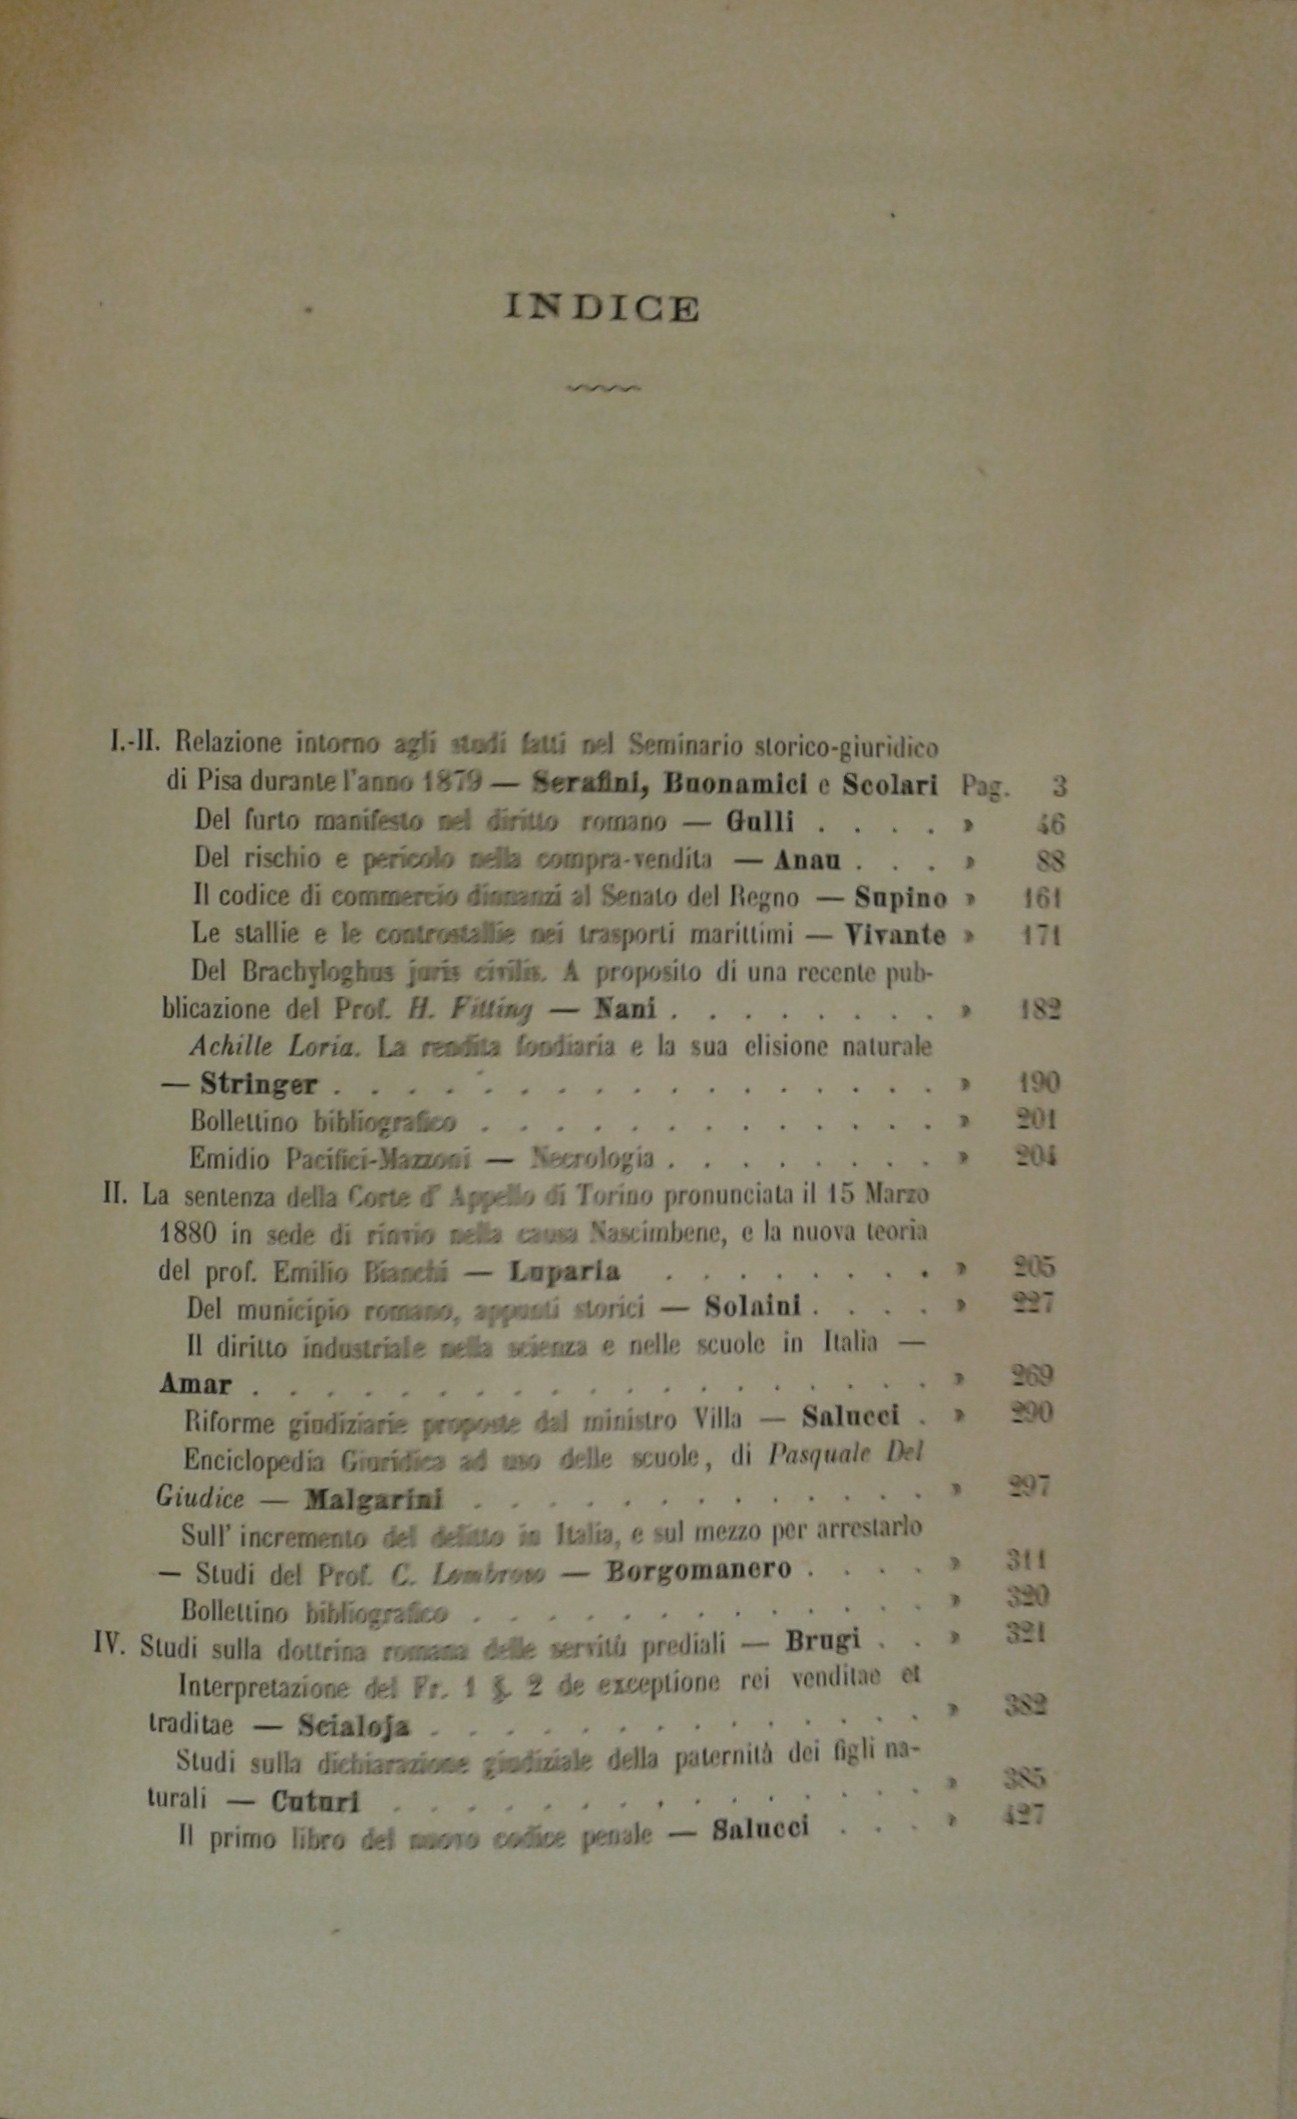 INDICE
I.-II. Relazione intorno agli studi fatti nel Seminario storico-giuridico
di Pisa durante l'anno 1879 — Serafini, Buonamici e Scolari Pag. 3
Del furto manifesto nel diritto romano — Gulli . . . . » 46
Del rischio e pericolo nella compra-vendita — Anau . . . » 88
Il codice di commercio dinnanzi al Senato del Regno — Supino » 161
Le stallie e le controstallie nei trasporti marittimi — Vivante » 171
Del Brachyloghus juris civilis. A proposito di una recente pub-
blicazione del Prof. H. Fitting — Nani . . . . . . . . » 182
Achille Loria. La rendita fondiaria e la sua elisione naturale
— Stringer . . . . . . . . . . . . . . . . . » 190
Bollettino bibliografico . . . . . . . . . . . . . » 201
Emidio Pacifici-Mazzoni — Necrologia . . . . . . . . » 204
II. La sentenza della Corte d' Appello di Torino pronunciata il 15 Marzo
1880 in sede di rinvio nella causa Nascimbene, e la nuova teoria
del prof. Emilio Bianchi — Luparia . . . . . . . . » 205
Del municipio romano, appunti storici — Solaini . . . . » 227
Il diritto industriale nella scienza e nelle scuole in Italia —
Amar . . . . . . . . . . . . . . . . . . . » 269
Riforme giudiziarie proposte dal ministro Villa — Salucci . » 290
Enciclopedia Giuridica ad uso delle scuole, di Pasquale Del
Giudice — Malgarini . . . . . . . . . . . . . » 297
Sull' incremento del delitto in Italia, e sul mezzo per arrestarlo
— Studi del Prof. C. Lombroso — Borgomanero . . . . » 311
Bollettino bibliografico . . . . . . . . . . . . . » 320
IV. Studi sulla dottrina romana delle servitù prediali — Brugi . . » 321
Interpretazione del Fr. 1 §. 2 de exceptione rei venditae et
traditae — Scialoja . . . . . . . . . . . . . . » 382
Studi sulla dichiarazione giudiziale della paternità dei figli na-
turali — Cuturi . . . . . . . . . . . . . . . » 385
Il primo libro del nuovo codice penale — Salucci . . . » 427